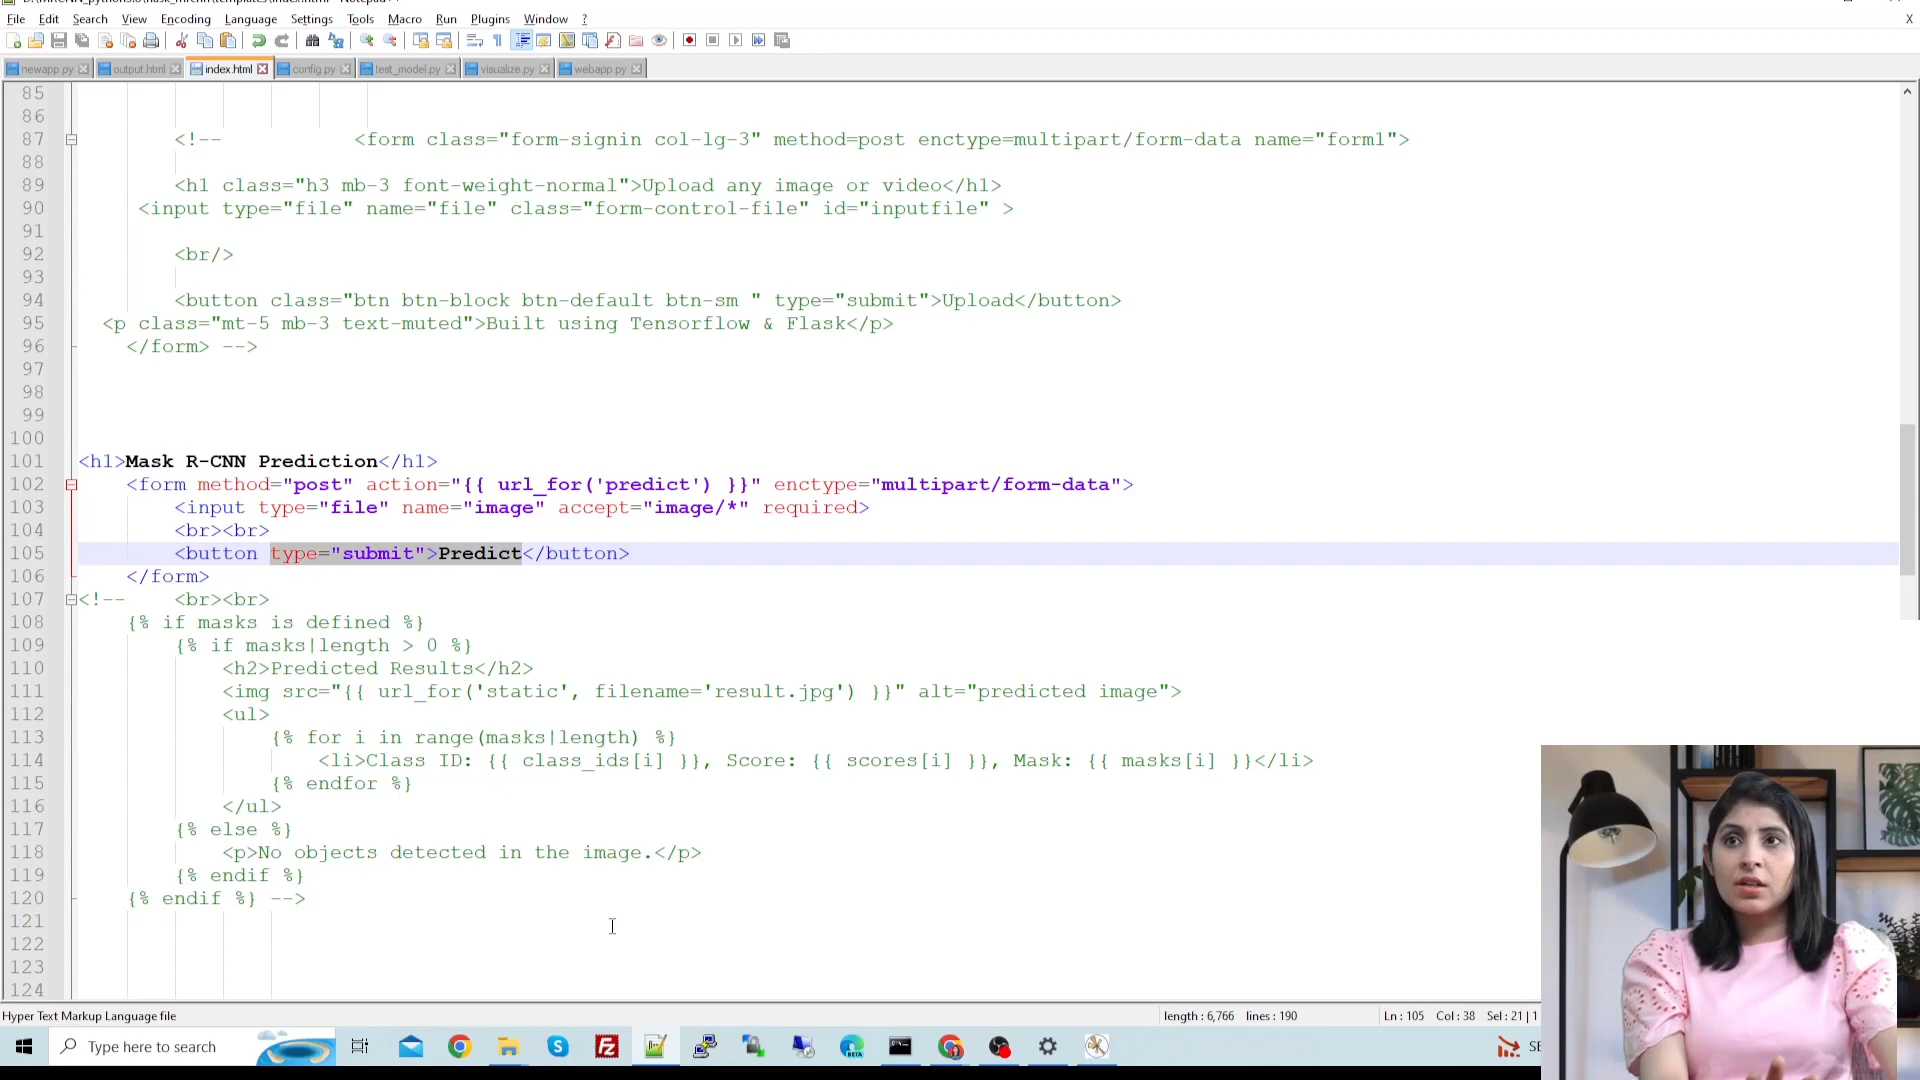 File Edit Search View Encoding Language Settings Tools Macro Run Plugins Window ? X
newapp.py output.html index.html config.py test_model.py visualize.py webapp.py
85
86
87 <!-- <form class="form-signin col-lg-3" method=post enctype=multipart/form-data name="form1">
88
89 <h1 class="h3 mb-3 font-weight-normal">Upload any image or video</h1>
90 <input type="file" name="file" class="form-control-file" id="inputfile" >
91
92 <br/>
93
94 <button class="btn btn-block btn-default btn-sm " type="submit">Upload</button>
95 <p class="mt-5 mb-3 text-muted">Built using Tensorflow & Flask</p>
96 </form> -->
97
98
99
100
101 <h1>Mask R-CNN Prediction</h1>
102 <form method="post" action="{{ url_for('predict') }}" enctype="multipart/form-data">
103 <input type="file" name="image" accept="image/*" required>
104 <br><br>
105 <button type="submit">Predict</button>
106 </form>
107 <!-- <br><br>
108 {% if masks is defined %}
109 {% if masks|length > 0 %}
110 <h2>Predicted Results</h2>
111 <img src="{{ url_for('static', filename='result.jpg') }}" alt="predicted image">
112 <ul>
113 {% for i in range(masks|length) %}
114 <li>Class ID: {{ class_ids[i] }}, Score: {{ scores[i] }}, Mask: {{ masks[i] }}</li>
115 {% endfor %}
116 </ul>
117 {% else %}
118 <p>No objects detected in the image.</p>
119 {% endif %}
120 {% endif %} -->
121
122
123
124
Hyper Text Markup Language file length : 6,766 lines : 190 Ln : 105 Col : 38 Sel : 21 | 1
Type here to search